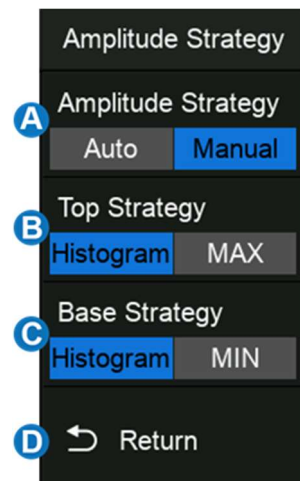 Amplitude Strategy
A Amplitude Strategy
Auto Manual
B Top Strategy
Histogram MAX
C Base Strategy
Histogram MIN
D Return